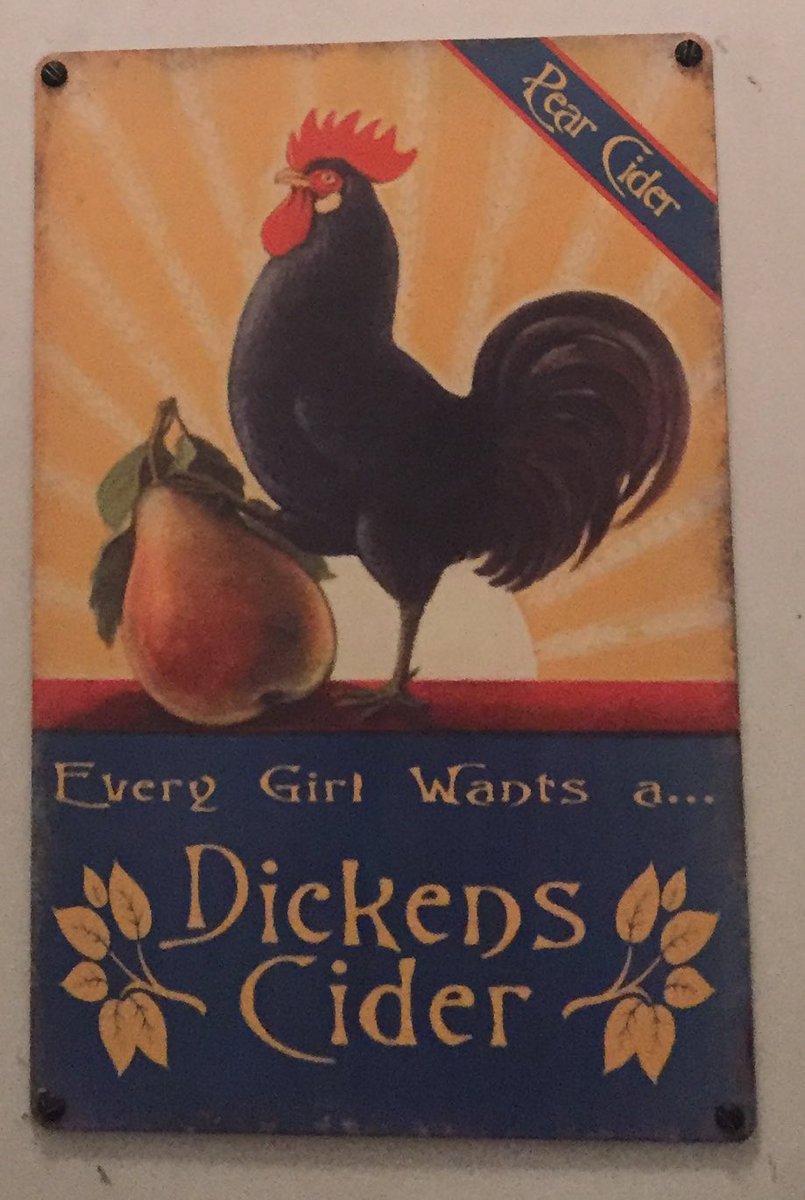 Pear Cider
Every Girl Wants a...
Dickens
Cider